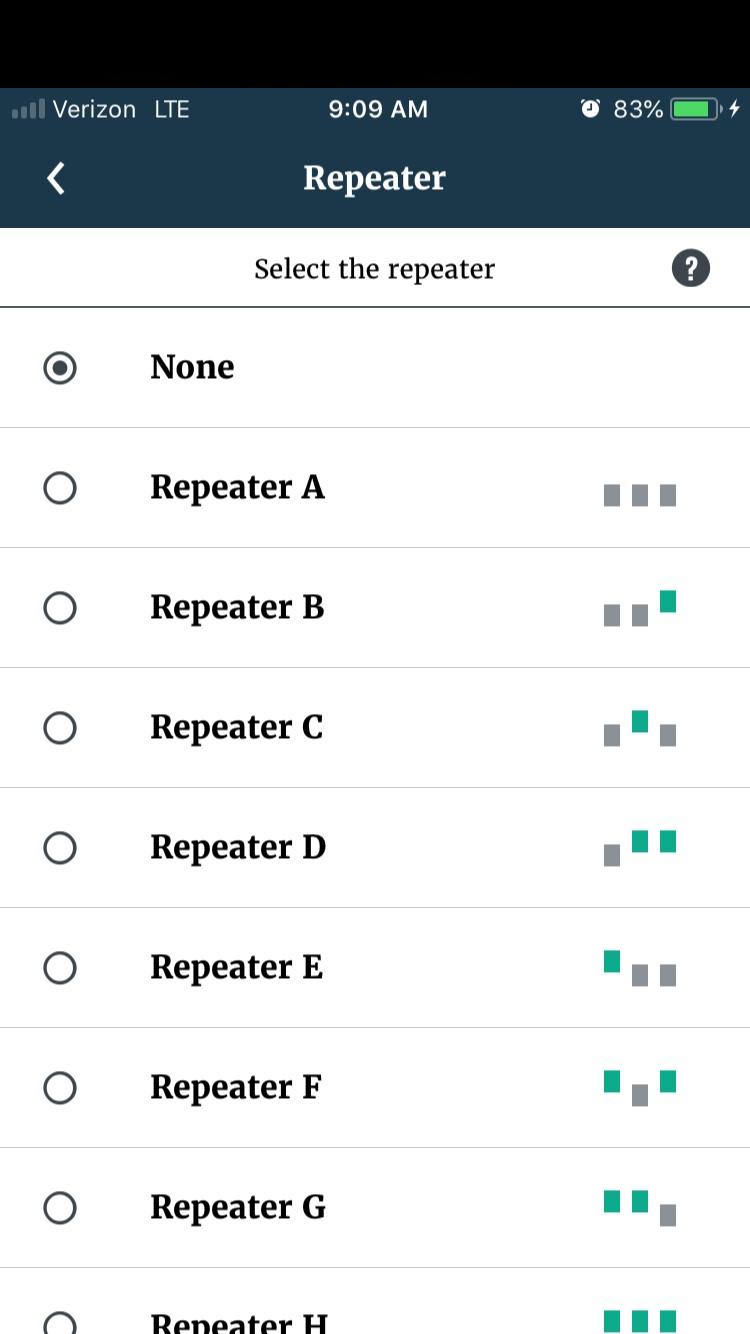 Verizon LTE 9:09 AM 83%
Repeater
Select the repeater ?
None
Repeater A
Repeater B
Repeater C
Repeater D
Repeater E
Repeater F
Repeater G
Repeater H